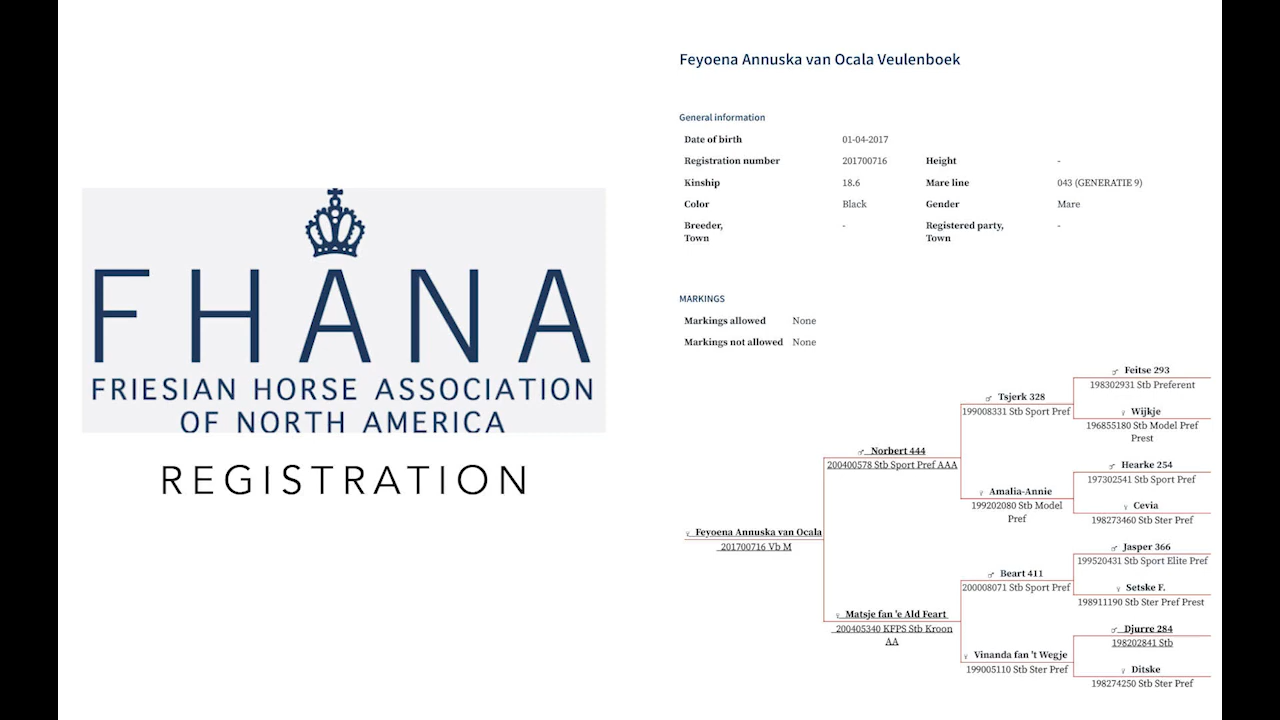 FHANA
FRIESIAN HORSE ASSOCIATION
OF NORTH AMERICA
REGISTRATION
Feyoena Annuska van Ocala Veulenboek
General information
Date of birth 01-04-2017
Registration number 201700716 Height -
Kinship 18.6 Mare line 043 (GENERATIE 9)
Color Black Gender Mare
Breeder, - Registered party, -
Town Town
MARKINGS
Markings allowed None
Markings not allowed None
♂ Feitse 293
198302931 Stb Preferent
♂ Tsjerk 328
199008331 Stb Sport Pref
♀ Wijkje
196855180 Stb Model Pref
Prest
♂ Norbert 444
200400578 Stb Sport Pref AAA
♂ Hearke 254
197302541 Stb Sport Pref
♀ Amalia-Annie
199202080 Stb Model
Pref
♀ Cevia
198273460 Stb Ster Pref
♀ Feyoena Annuska van Ocala
201700716 Vb M
♂ Jasper 366
199520431 Stb Sport Elite Pref
♂ Beart 411
200008071 Stb Sport Pref
♀ Setske F.
198911190 Stb Ster Pref Prest
♀ Matsje fan 'e Ald Feart
200405340 KFPS Stb Kroon
AA
♂ Djurre 284
198202841 Stb
♀ Vinanda fan 't Wegje
199005110 Stb Ster Pref
♀ Ditske
198274250 Stb Ster Pref